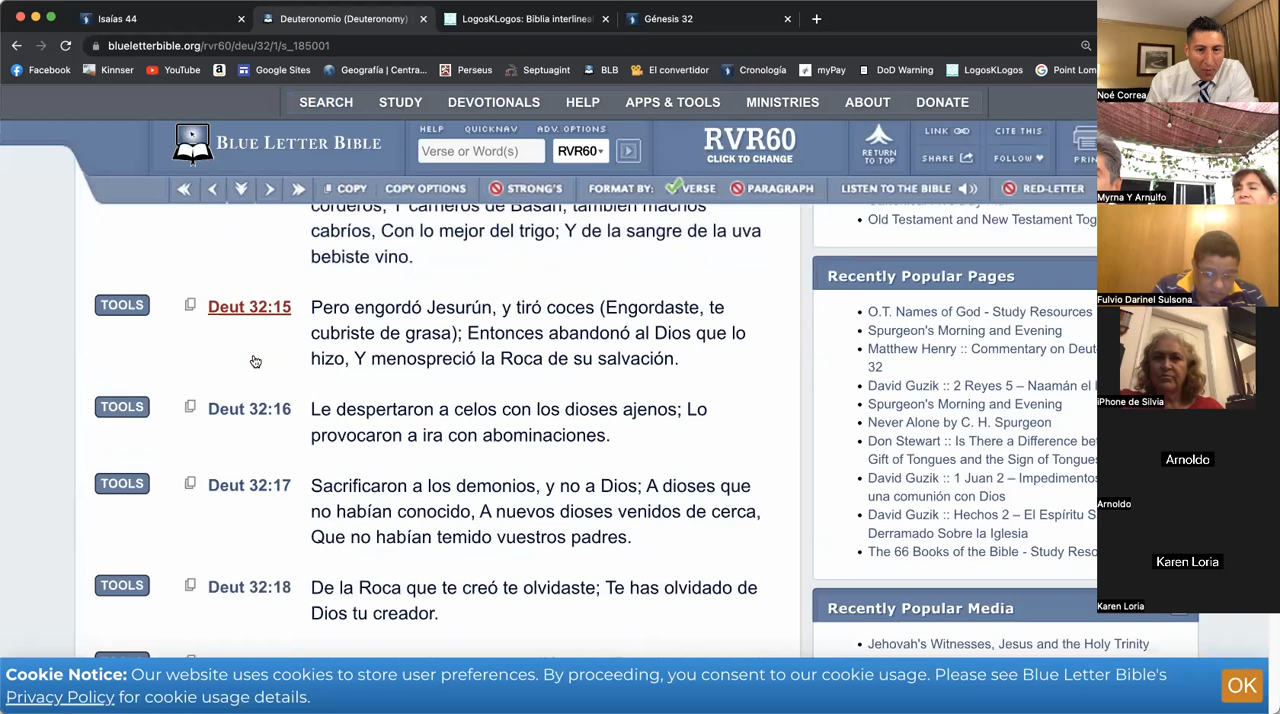 Isaías 44
Deuteronomio (Deuteronomy)
LogosKLogos: Biblia interlineal
Génesis 32
blueletterbible.org/rvr60/deu/32/1/s_185001
Facebook
Kinnser
YouTube
Google Sites
Geografía | Centra...
Perseus
Septuagint
BLB
El convertidor
Cronología
myPay
DoD Warning
LogosKLogos
Point Lom
SEARCH
STUDY
DEVOTIONALS
HELP
APPS & TOOLS
MINISTRIES
ABOUT
DONATE
BLUE LETTER BIBLE
HELP
QUICKNAV
ADV. OPTIONS
Verse or Word(s)
RVR60
RVR60
CLICK TO CHANGE
RETURN
TO TOP
LINK
CITE THIS
SHARE
FOLLOW
PRIN
COPY
COPY OPTIONS
STRONG'S
FORMAT BY:
VERSE
PARAGRAPH
LISTEN TO THE BIBLE
RED-LETTER
cabríos, Con lo mejor del trigo; Y de la sangre de la uva
bebiste vino.
TOOLS
Deut 32:15
Pero engordó Jesurún, y tiró coces (Engordaste, te
cubriste de grasa); Entonces abandonó al Dios que lo
hizo, Y menospreció la Roca de su salvación.
TOOLS
Deut 32:16
Le despertaron a celos con los dioses ajenos; Lo
provocaron a ira con abominaciones.
TOOLS
Deut 32:17
Sacrificaron a los demonios, y no a Dios; A dioses que
no habían conocido, A nuevos dioses venidos de cerca,
Que no habían temido vuestros padres.
TOOLS
Deut 32:18
De la Roca que te creó te olvidaste; Te has olvidado de
Dios tu creador.
Old Testament and New Testament Tog
Recently Popular Pages
O.T. Names of God - Study Resources
Spurgeon's Morning and Evening
Matthew Henry :: Commentary on Deut
32
David Guzik :: 2 Reyes 5 – Naamán el
Spurgeon's Morning and Evening
Never Alone by C. H. Spurgeon
Don Stewart :: Is There a Difference be
Gift of Tongues and the Sign of Tongues
David Guzik :: 1 Juan 2 – Impedimentos
una comunión con Dios
David Guzik :: Hechos 2 – El Espíritu S
Derramado Sobre la Iglesia
The 66 Books of the Bible - Study Reso
Recently Popular Media
Jehovah's Witnesses, Jesus and the Holy Trinity
Cookie Notice: Our website uses cookies to store user preferences. By proceeding, you consent to our cookie usage. Please see Blue Letter Bible's
Privacy Policy for cookie usage details.
OK
Noé Correa
Myrna Y Arnulfo
Fulvio Darinel Sulsona
iPhone de Silvia
Arnoldo
Arnoldo
Karen Loria
Karen Loria